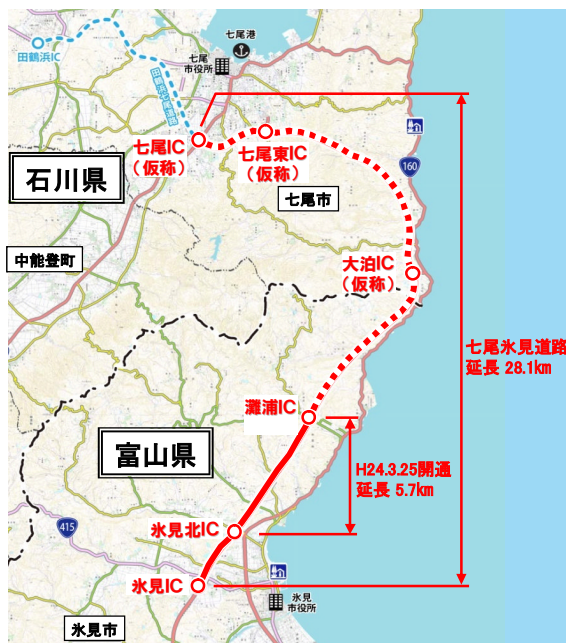 田鶴浜IC
七尾港
七尾
市役所
田鶴浜七尾道路
七尾IC
（仮称）
七尾東IC
（仮称）
160
石川県
七尾市
中能登町
大泊IC
（仮称）
七尾氷見道路
延長 28.1km
灘浦IC
富山県
H24.3.25開通
延長 5.7km
415
氷見北IC
氷見IC
氷見
市役所
氷見市